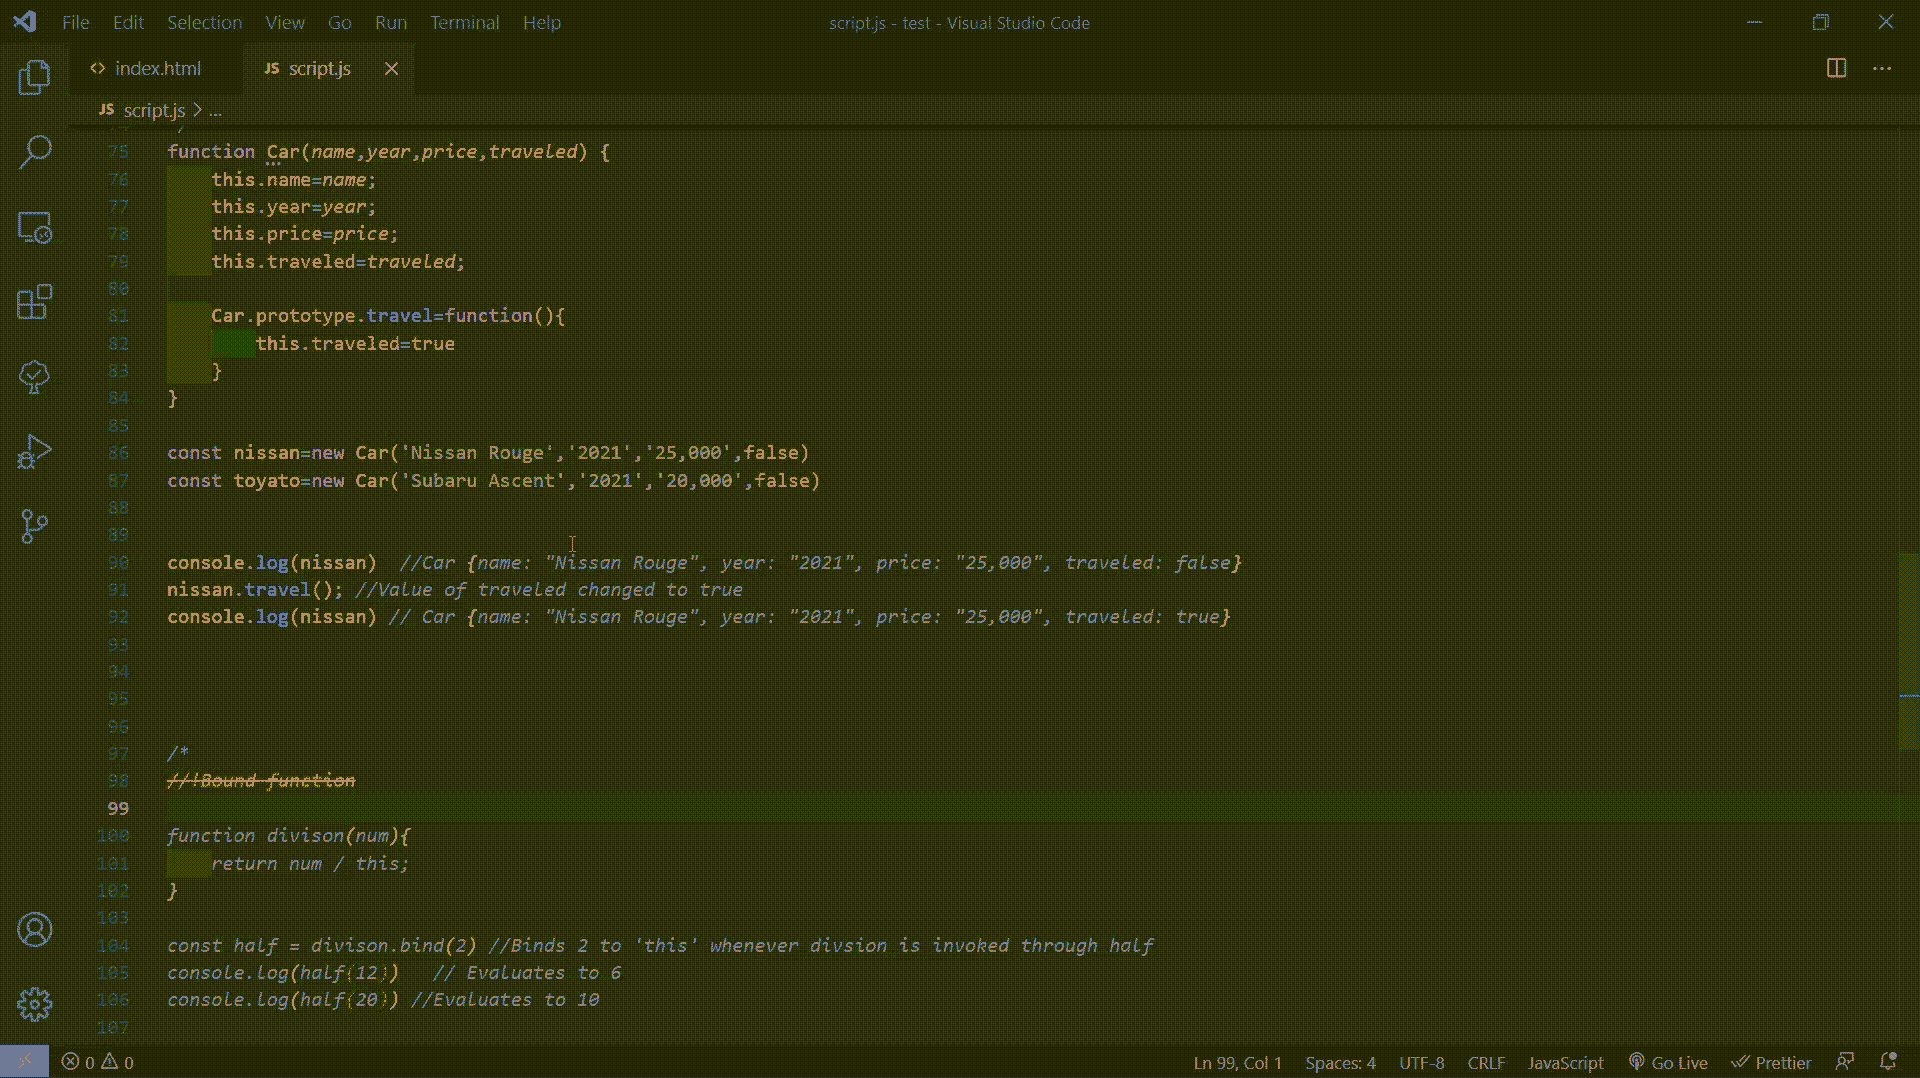 File Edit Selection View Go Run Terminal Help script.js - test - Visual Studio Code
<> index.html JS script.js
JS script.js > ...
75 function Car(name,year,price,traveled) {
76 this.name=name;
77 this.year=year;
78 this.price=price;
79 this.traveled=traveled;
80
81 Car.prototype.travel=function(){
82 this.traveled=true
83 }
84 }
85
86 const nissan=new Car('Nissan Rouge','2021','25,000',false)
87 const toyato=new Car('Subaru Ascent','2021','20,000',false)
88
89
90 console.log(nissan) //Car {name: "Nissan Rouge", year: "2021", price: "25,000", traveled: false}
91 nissan.travel(); //Value of traveled changed to true
92 console.log(nissan) // Car {name: "Nissan Rouge", year: "2021", price: "25,000", traveled: true}
93
94
95
96
97 /*
98 //!Bound function
99
100 function divison(num){
101 return num / this;
102 }
103
104 const half = divison.bind(2) //Binds 2 to 'this' whenever divsion is invoked through half
105 console.log(half(12)) // Evaluates to 6
106 console.log(half(20)) //Evaluates to 10
107
0 0 Ln 99, Col 1 Spaces: 4 UTF-8 CRLF JavaScript Go Live Prettier